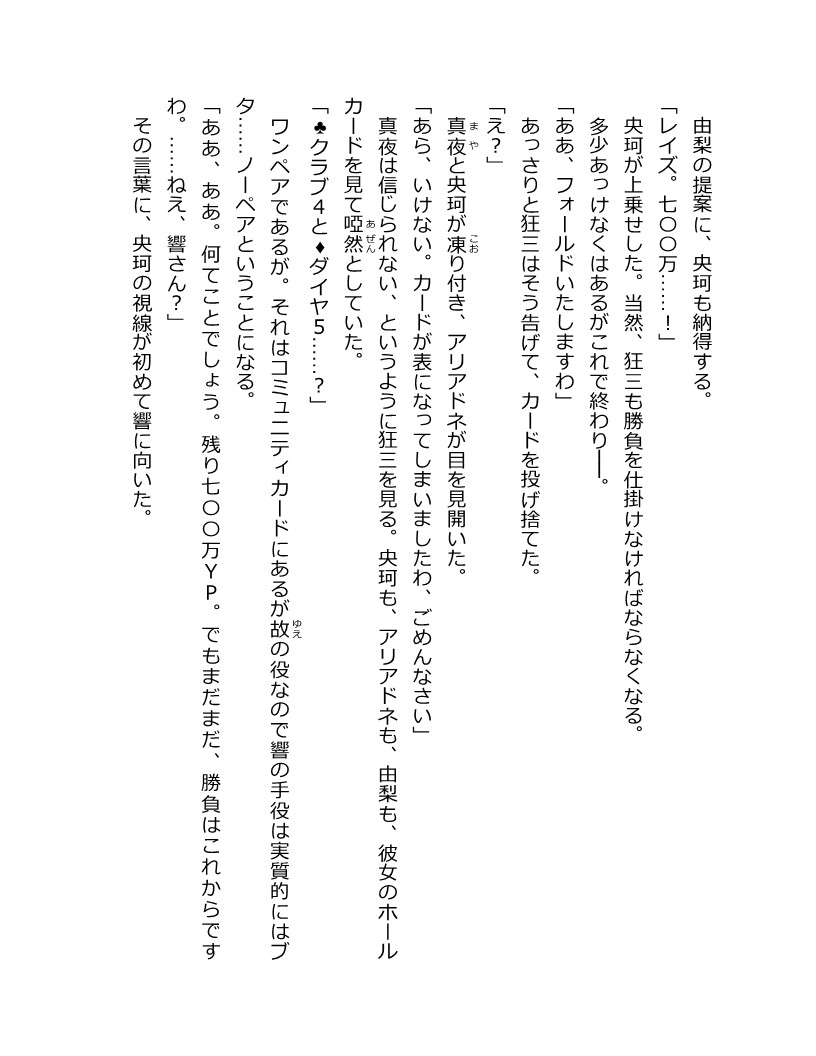 由梨の提案に、央珂も納得する。
「レイズ。七〇〇万……！」
央珂が上乗せした。当然、狂三も勝負を仕掛けなければならなくなる。
多少あっけなくはあるがこれで終わり――。
「ああ、フォールドいたしますわ」
あっさりと狂三はそう告げて、カードを投げ捨てた。
「え？」
真夜と央珂が凍り付き、アリアドネが目を見開いた。
「あら、いけない。カードが表になってしまいましたわ、ごめんなさい」
真夜は信じられない、というように狂三を見る。央珂も、アリアドネも、由梨も、彼女のホール
カードを見て啞然としていた。
「♣クラブ４と♦ダイヤ５……？」
ワンペアであるが。それはコミュニティカードにあるが故の役なので響の手役は実質的にはブ
タ……ノーペアということになる。
「ああ、ああ。何てことでしょう。残り七〇〇万ＹＰ。でもまだまだ、勝負はこれからです
わ。……ねえ、響さん？」
その言葉に、央珂の視線が初めて響に向いた。